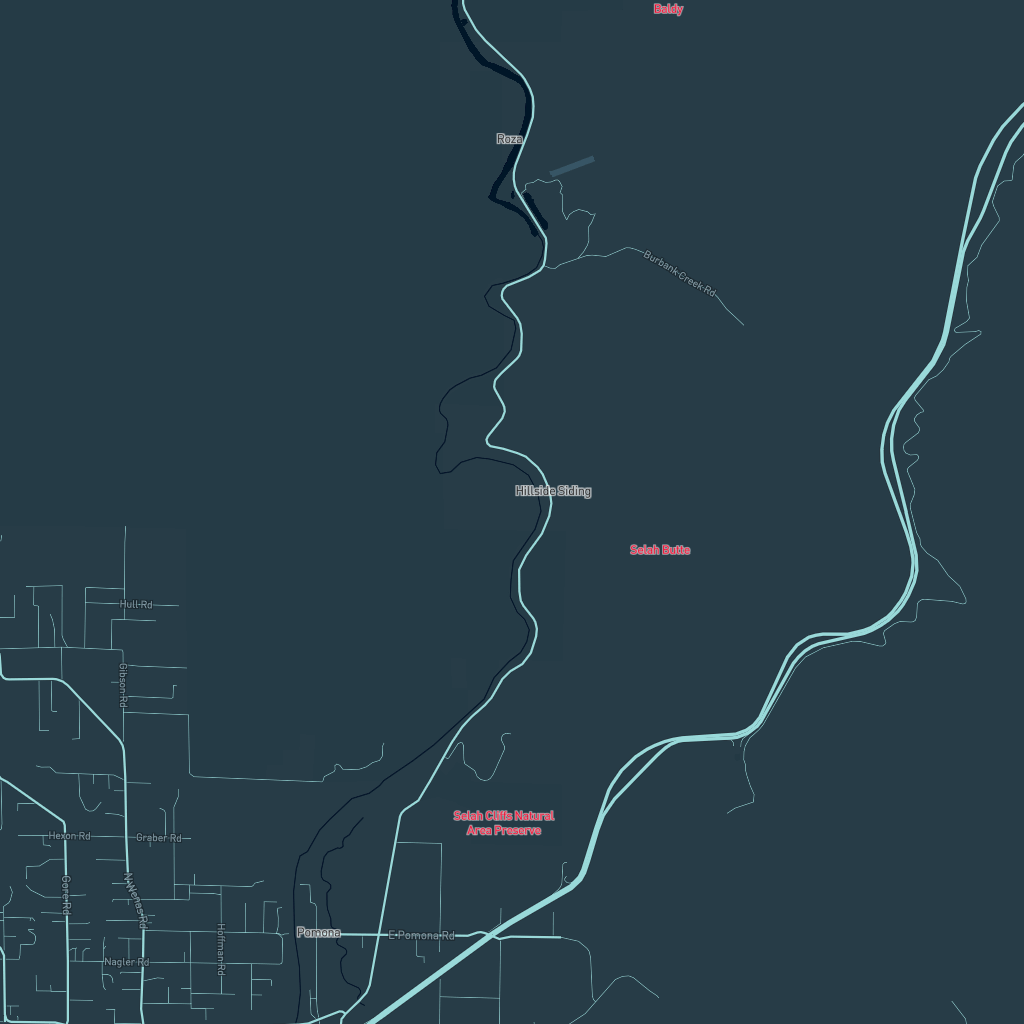 Baldy
Roza
Burbank Creek Rd
Hillside Siding
Selah Butte
Hull Rd
Gibson Rd
Selah Cliffs Natural
Area Preserve
Hexon Rd
Graber Rd
Gore Rd
N Wenas Rd
Hoffman Rd
Pomona
E Pomona Rd
Nagler Rd